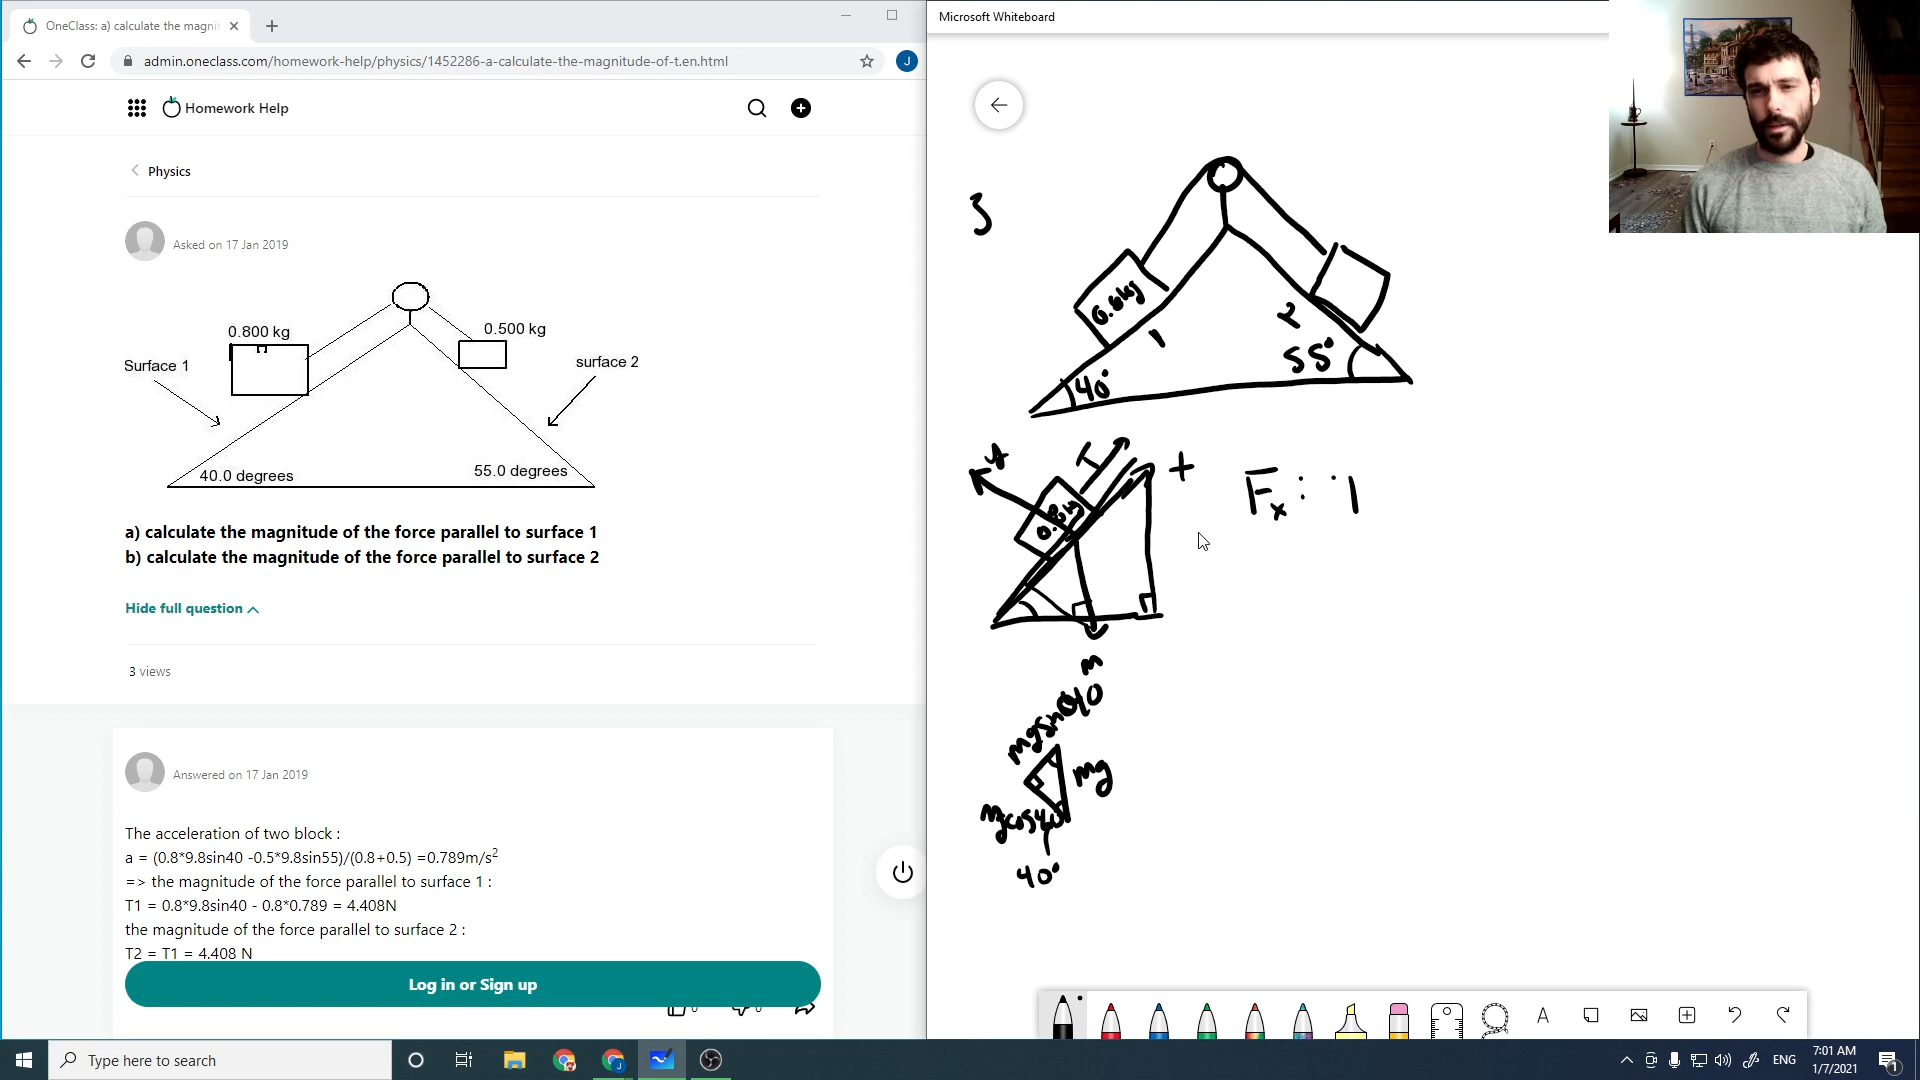 OneClass: a) calculate the magnit
admin.oneclass.com/homework-help/physics/1452286-a-calculate-the-magnitude-of-t.en.html
J
Homework Help
Physics
Asked on 17 Jan 2019
0.800 kg
0.500 kg
Surface 1
surface 2
40.0 degrees
55.0 degrees
a) calculate the magnitude of the force parallel to surface 1
b) calculate the magnitude of the force parallel to surface 2
Hide full question
3 views
Answered on 17 Jan 2019
The acceleration of two block :
a = (0.8*9.8sin40 -0.5*9.8sin55)/(0.8+0.5) =0.789m/s²
=> the magnitude of the force parallel to surface 1 :
T1 = 0.8*9.8sin40 - 0.8*0.789 = 4.408N
the magnitude of the force parallel to surface 2 :
T2 = T1 = 4.408 N
Log in or Sign up
0
0
Microsoft Whiteboard
1
2
40°
55°
T
0.8kg
+
Fx:
mgsin40
mg
mgcos40
40°
Type here to search
ENG
7:01 AM
1/7/2021
1